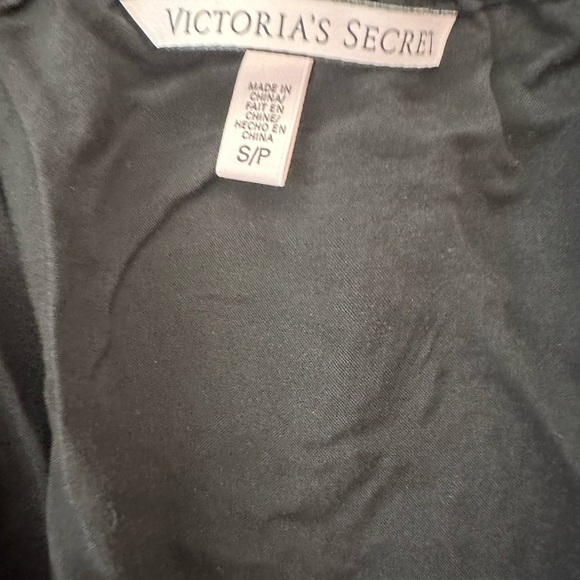 VICTORIA'S SECRET
MADE IN
CHINA/
FAIT EN
CHINE/
HECHO EN
CHINA
S/P